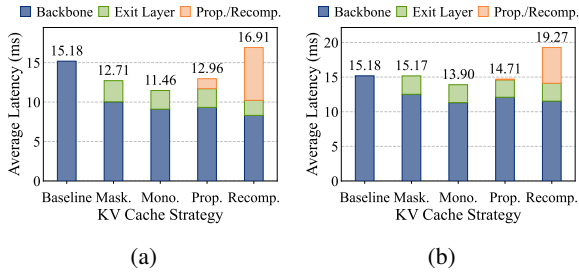 Backbone Exit Layer Prop./Recomp.
Average Latency (ms)
15
10
5
0
15.18
12.71
11.46
12.96
16.91
Baseline Mask. Mono. Prop. Recomp.
KV Cache Strategy
(a)
Backbone Exit Layer Prop./Recomp.
Average Latency (ms)
20
15
10
5
0
15.18
15.17
13.90
14.71
19.27
Baseline Mask. Mono. Prop. Recomp.
KV Cache Strategy
(b)